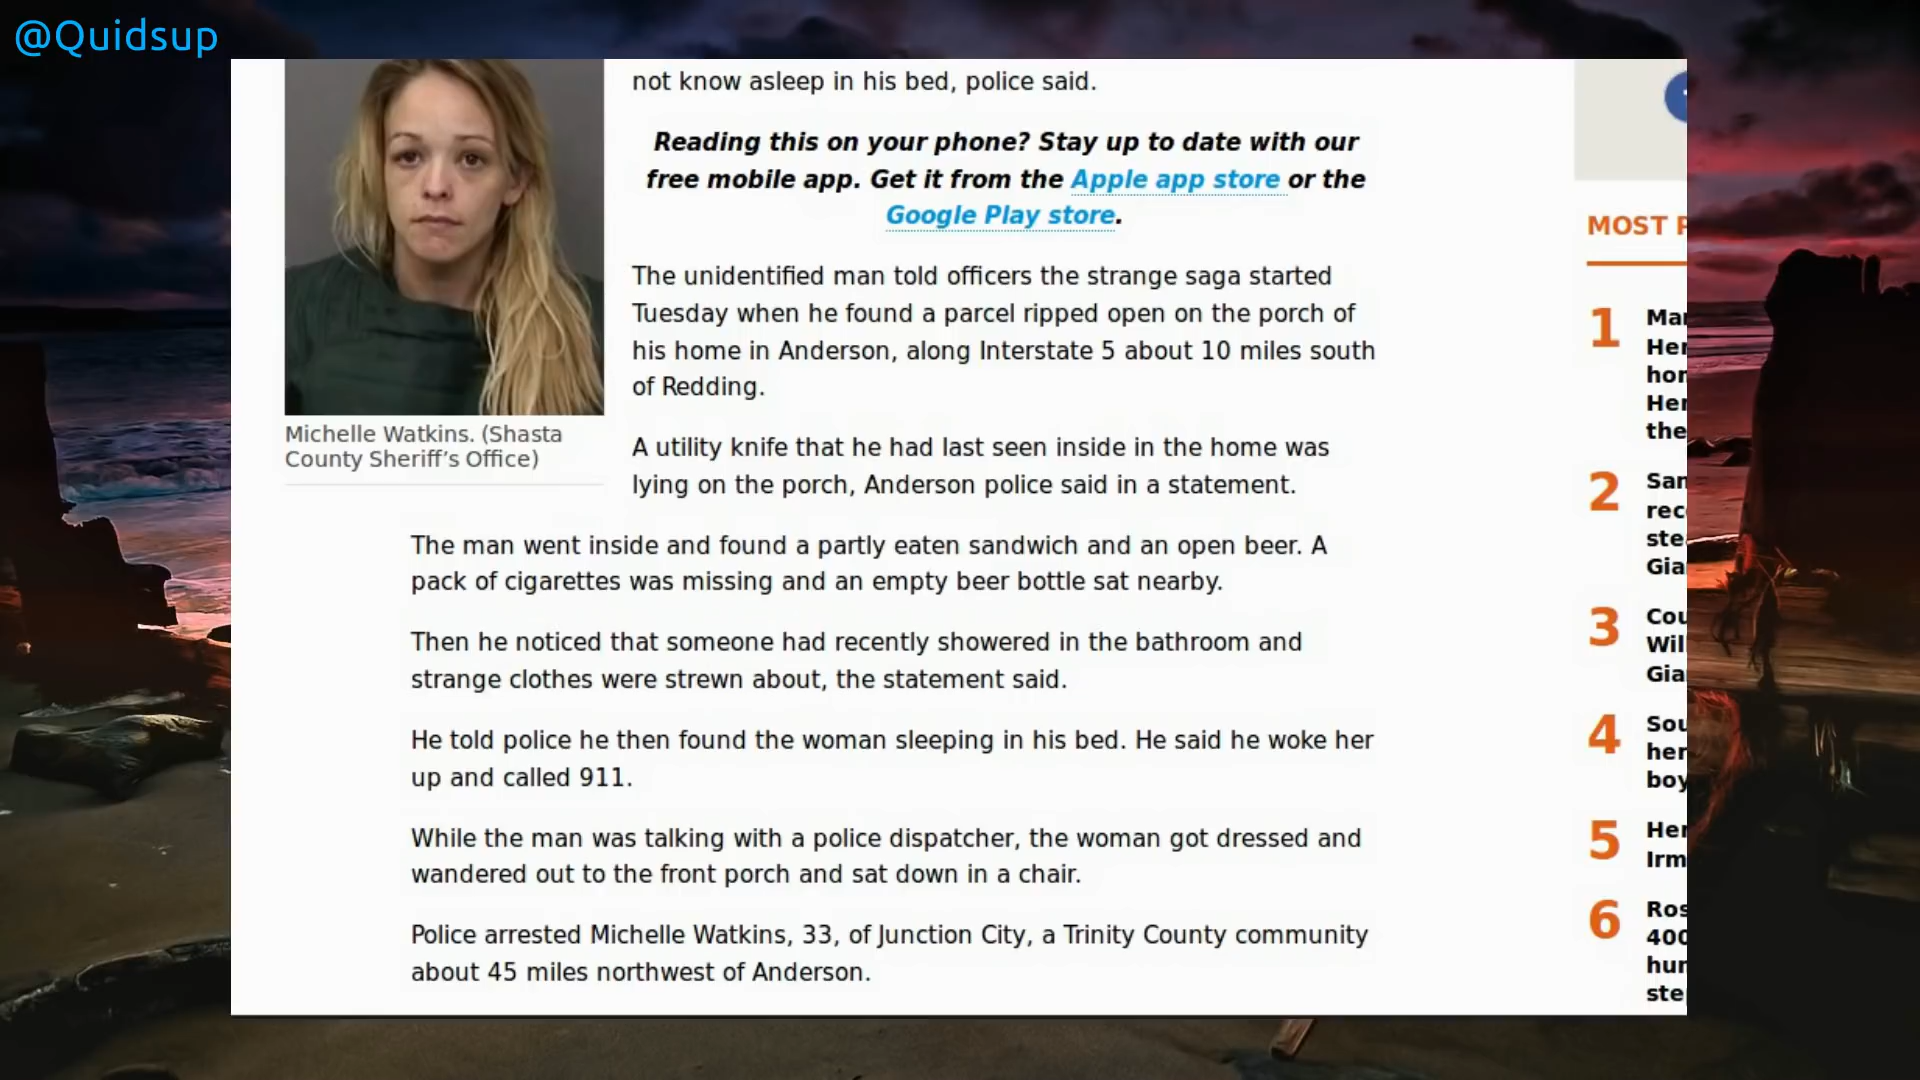 @Quidsup
not know asleep in his bed, police said.
Reading this on your phone? Stay up to date with our
free mobile app. Get it from the Apple app store or the
Google Play store.
The unidentified man told officers the strange saga started
Tuesday when he found a parcel ripped open on the porch of
his home in Anderson, along Interstate 5 about 10 miles south
of Redding.
Michelle Watkins. (Shasta
County Sheriff’s Office)
A utility knife that he had last seen inside in the home was
lying on the porch, Anderson police said in a statement.
The man went inside and found a partly eaten sandwich and an open beer. A
pack of cigarettes was missing and an empty beer bottle sat nearby.
Then he noticed that someone had recently showered in the bathroom and
strange clothes were strewn about, the statement said.
He told police he then found the woman sleeping in his bed. He said he woke her
up and called 911.
While the man was talking with a police dispatcher, the woman got dressed and
wandered out to the front porch and sat down in a chair.
Police arrested Michelle Watkins, 33, of Junction City, a Trinity County community
about 45 miles northwest of Anderson.
MOST
1
the
2
3
4
5
6